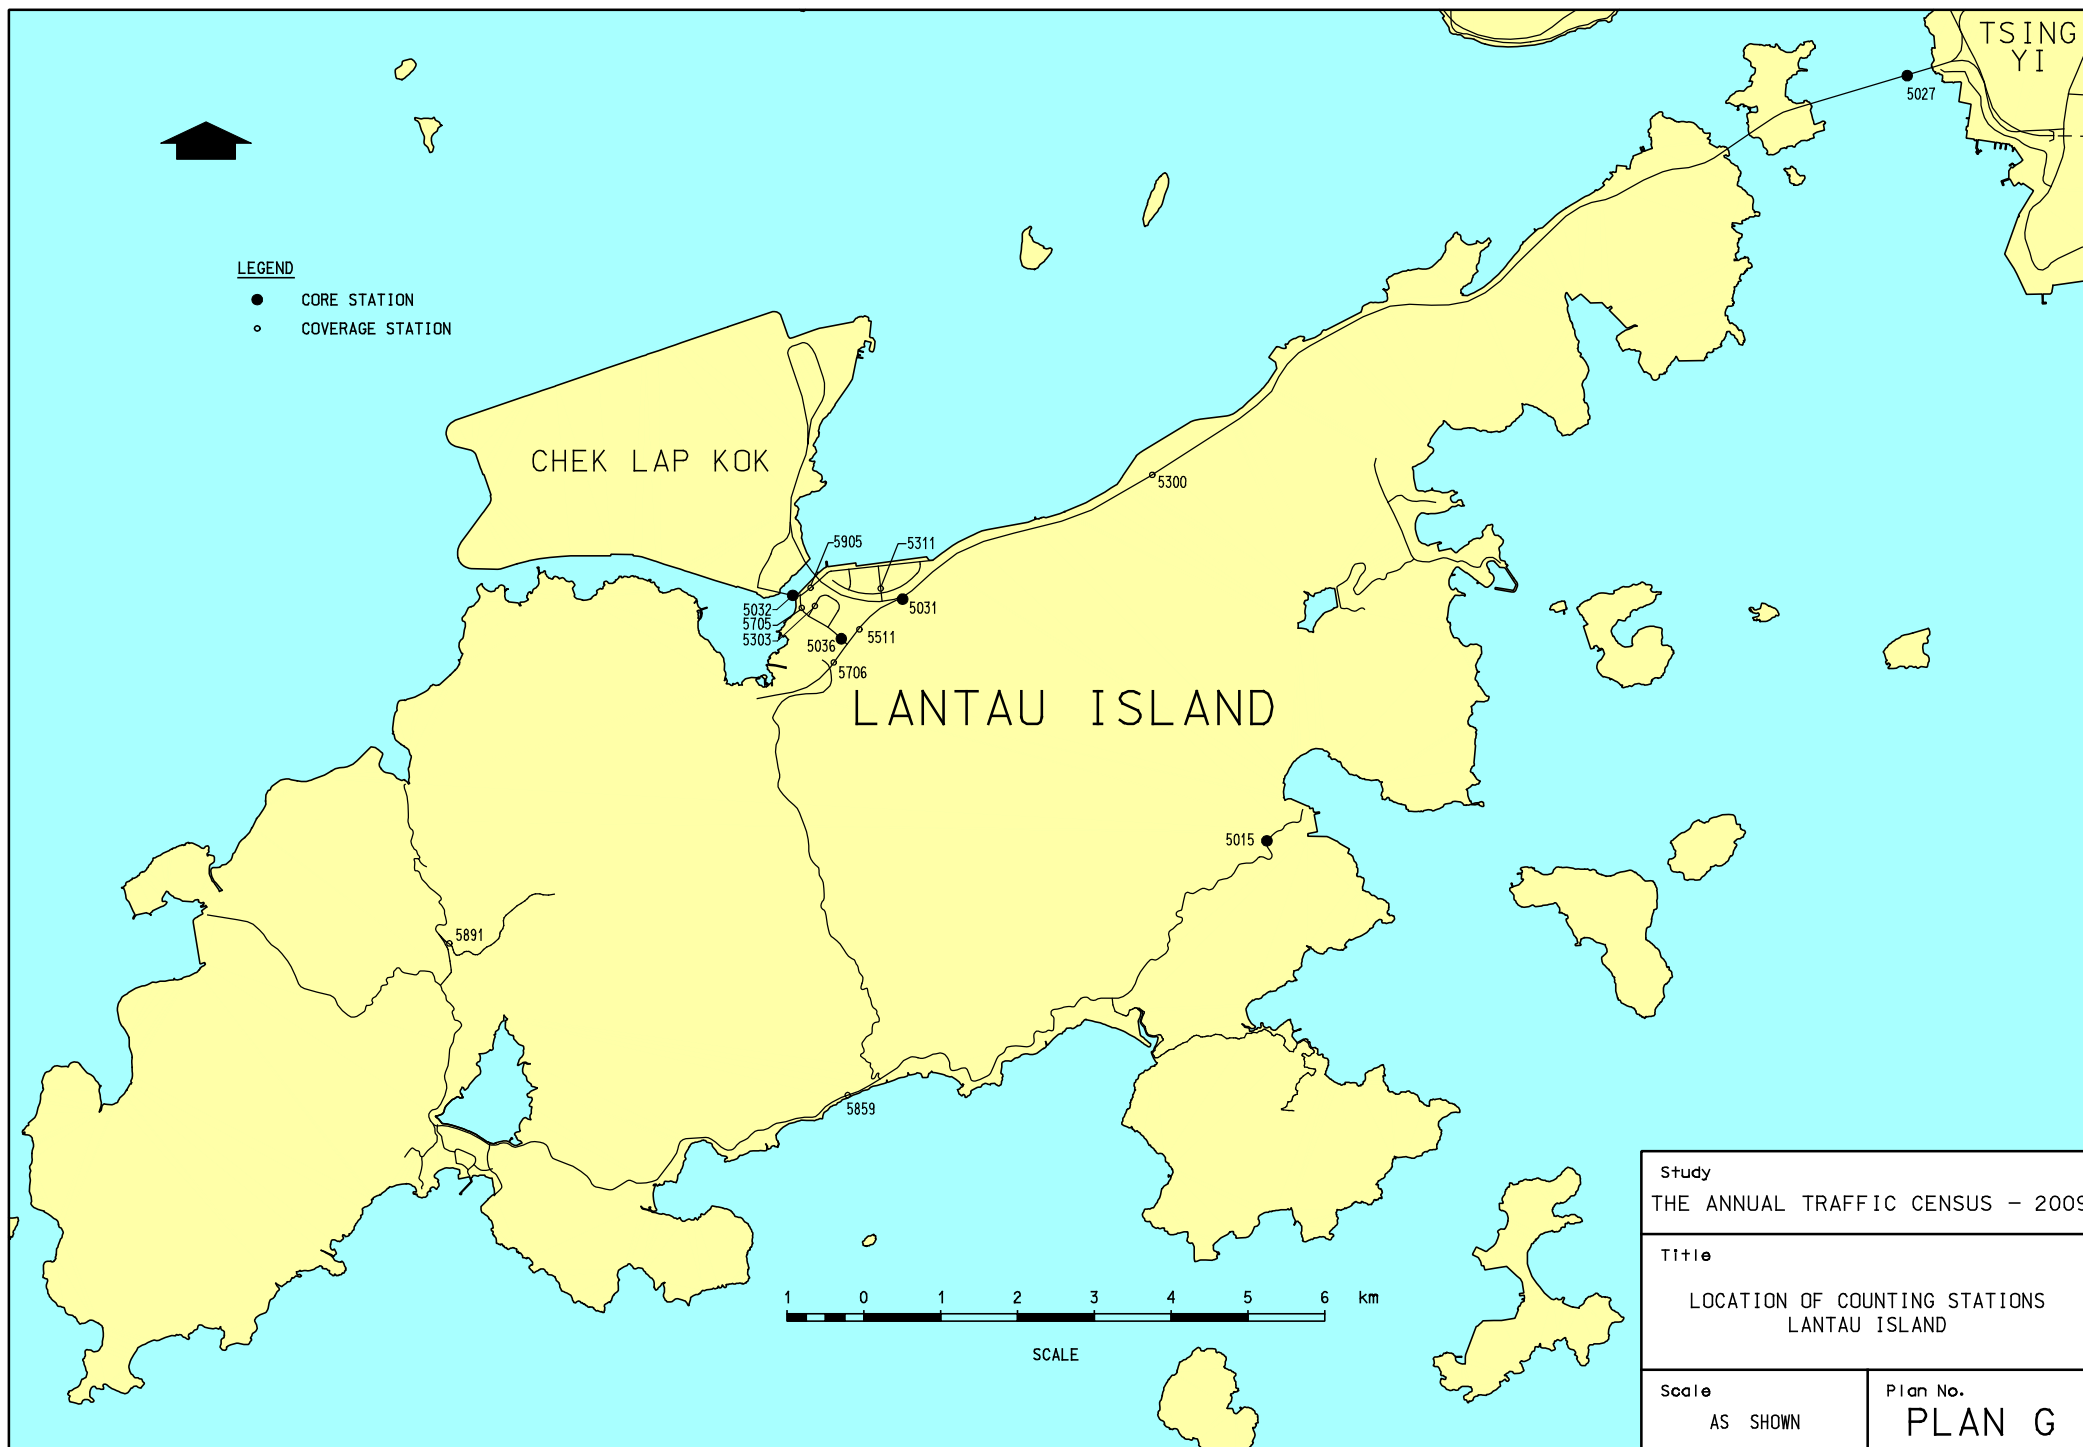 TSING
YI
5027
LEGEND
CORE STATION
COVERAGE STATION
CHEK LAP KOK
5300
5905
5311
5032
5031
5705
5303
5036
5511
5706
LANTAU ISLAND
5015
5891
5859
1 0 1 2 3 4 5 6 km
SCALE
Study
THE ANNUAL TRAFFIC CENSUS - 2009
Title
LOCATION OF COUNTING STATIONS
LANTAU ISLAND
Scale
AS SHOWN
Plan No.
PLAN G